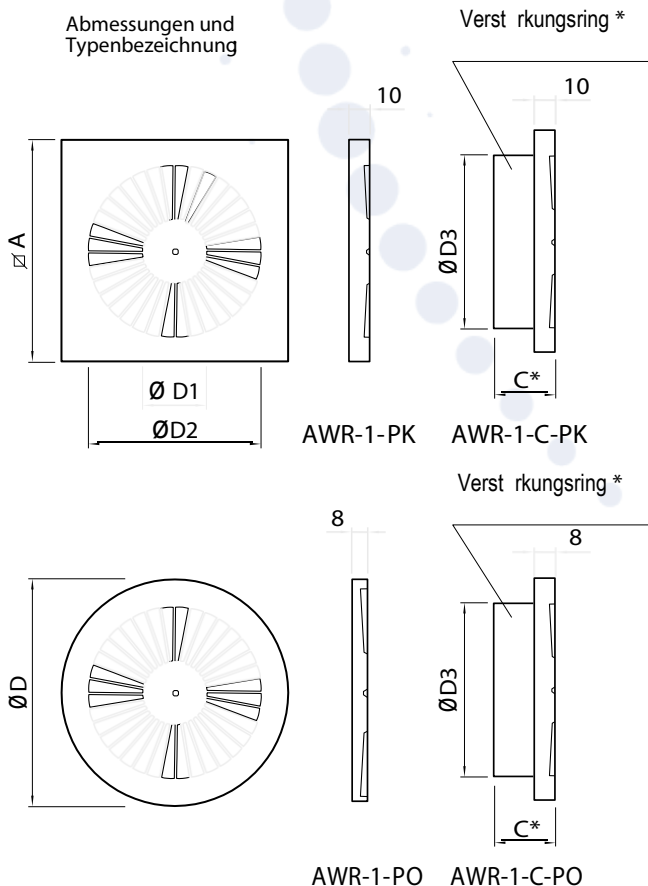 Abmessungen und
Typenbezeichnung
Verst rkungsring *
10
10
A
ØD3
Ø D1
C*
ØD2
AWR-1-PK
AWR-1-C-PK
Verst rkungsring *
8
8
ØD
ØD3
C*
AWR-1-PO
AWR-1-C-PO